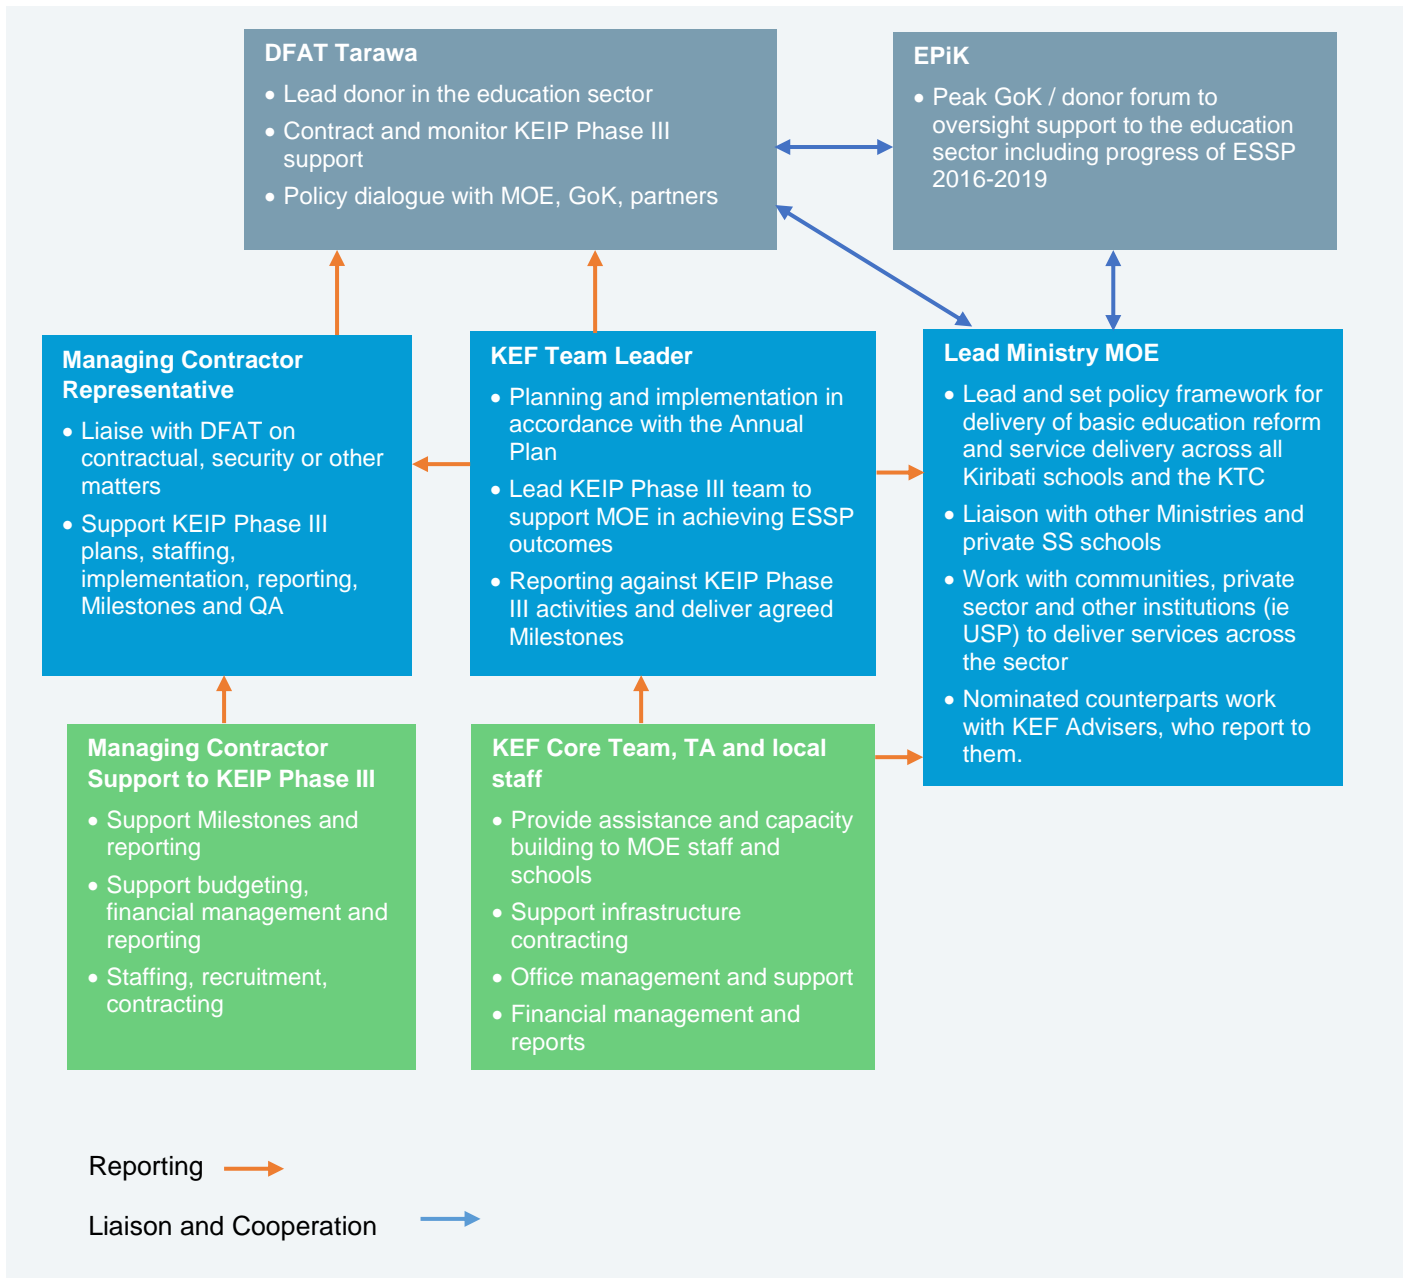 DFAT Tarawa
• Lead donor in the education sector
• Contract and monitor KEIP Phase III
support
• Policy dialogue with MOE, GoK, partners
EPiK
• Peak GoK / donor forum to
oversight support to the education
sector including progress of ESSP
2016-2019
Managing Contractor
Representative
• Liaise with DFAT on
contractual, security or other
matters
• Support KEIP Phase III
plans, staffing,
implementation, reporting,
Milestones and QA
KEF Team Leader
• Planning and implementation in
accordance with the Annual
Plan
• Lead KEIP Phase III team to
support MOE in achieving ESSP
outcomes
• Reporting against KEIP Phase
III activities and deliver agreed
Milestones
Lead Ministry MOE
• Lead and set policy framework for
delivery of basic education reform
and service delivery across all
Kiribati schools and the KTC
• Liaison with other Ministries and
private SS schools
• Work with communities, private
sector and other institutions (ie
USP) to deliver services across
the sector
• Nominated counterparts work
with KEF Advisers, who report to
them.
Managing Contractor
Support to KEIP Phase III
• Support Milestones and
reporting
• Support budgeting,
financial management and
reporting
• Staffing, recruitment,
contracting
KEF Core Team, TA and local
staff
• Provide assistance and capacity
building to MOE staff and
schools
• Support infrastructure
contracting
• Office management and support
• Financial management and
reports
Reporting
Liaison and Cooperation